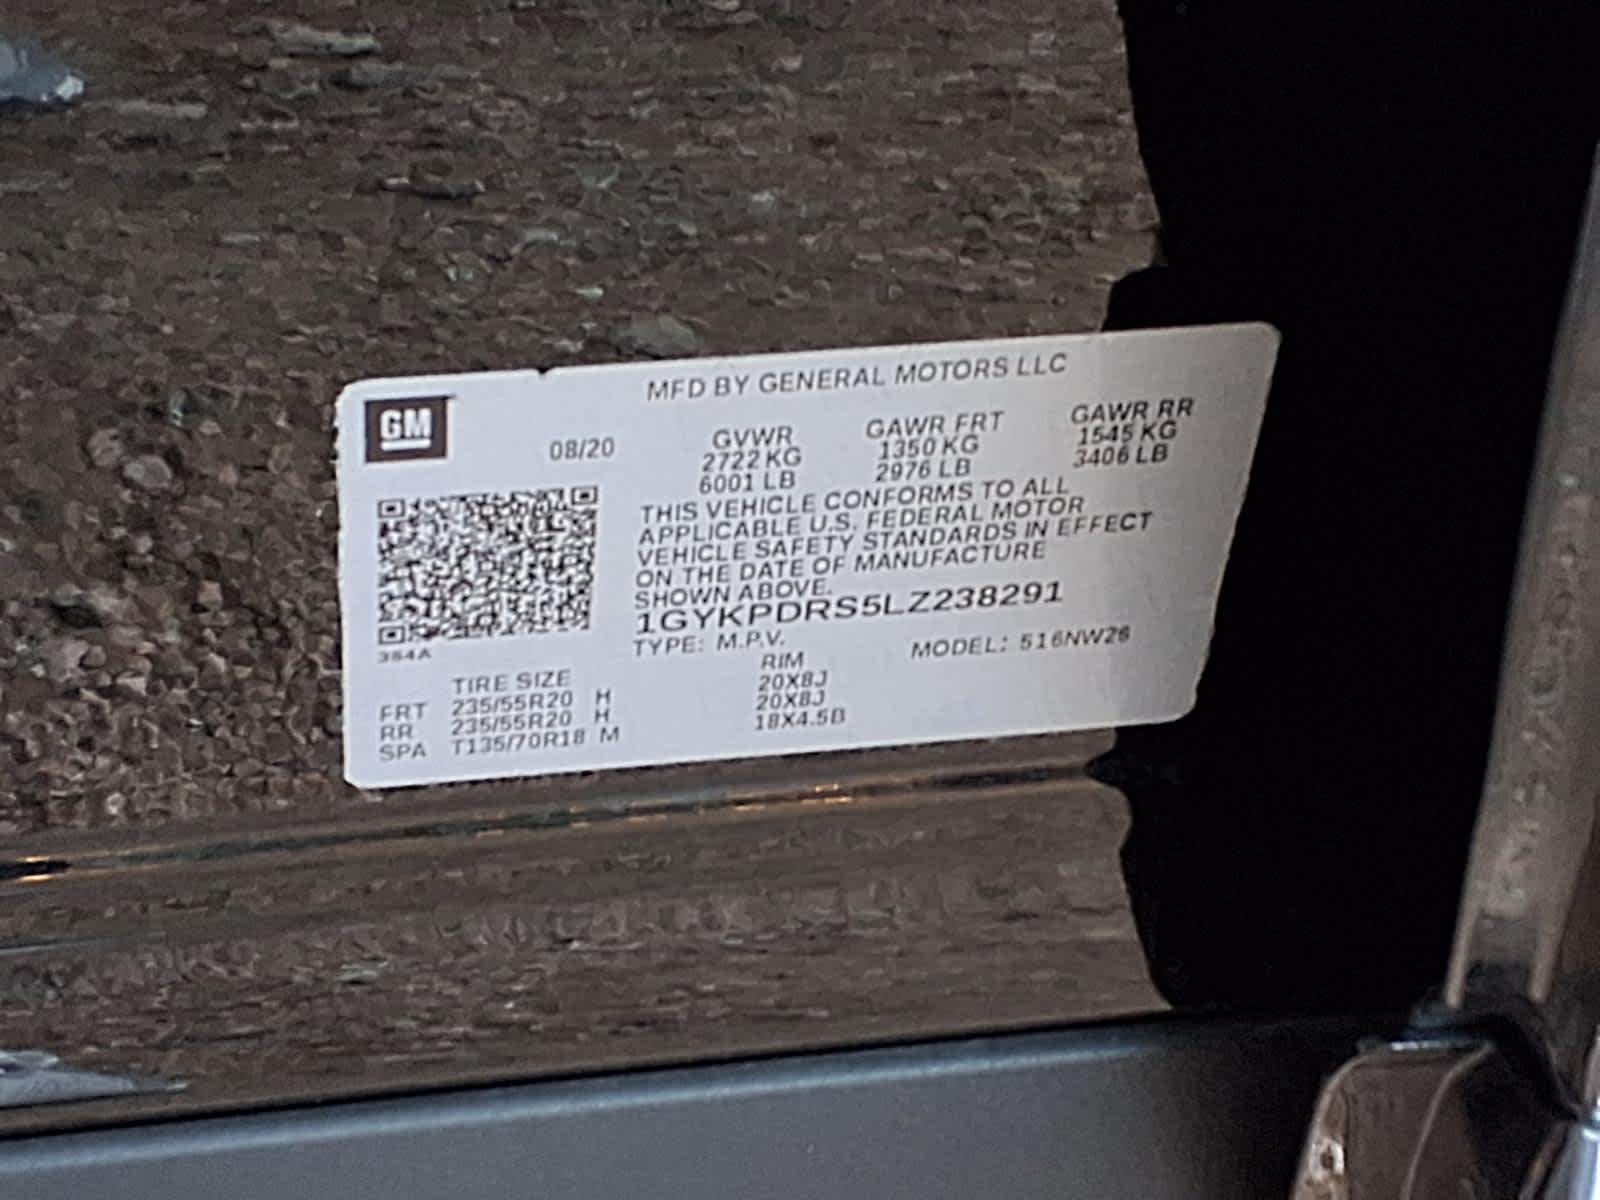 MFD BY GENERAL MOTORS LLC
GM
08/20
GVWR GAWR FRT GAWR RR
2722 KG 1350 KG 1545 KG
6001 LB 2976 LB 3406 LB
THIS VEHICLE CONFORMS TO ALL
APPLICABLE U.S. FEDERAL MOTOR
VEHICLE SAFETY STANDARDS IN EFFECT
ON THE DATE OF MANUFACTURE
SHOWN ABOVE.
1GYKPDRS5LZ238291
TYPE: M.P.V. MODEL: 516NW26
384A
TIRE SIZE RIM
FRT 235/55R20 H 20X8J
RR 235/55R20 H 20X8J
SPA T135/70R18 M 18X4.5B